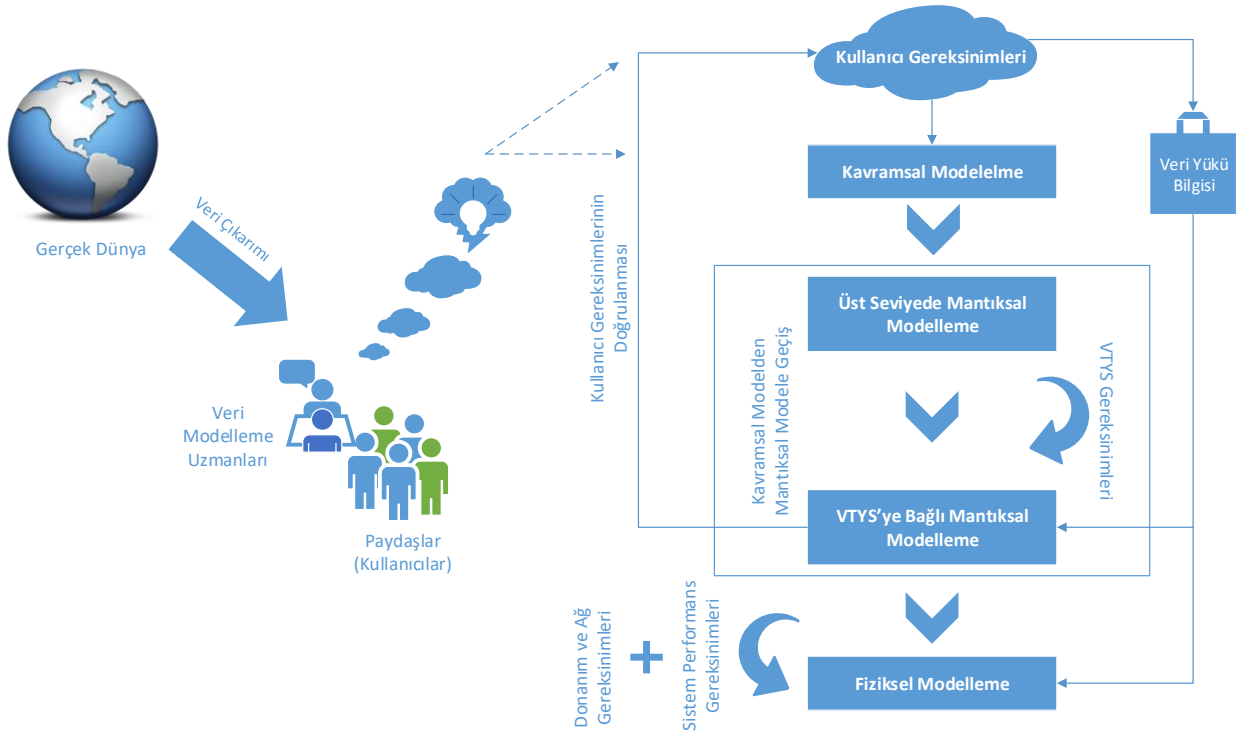 Gerçek Dünya
Veri Çıkarımı
Veri
Modelleme
Uzmanları
Paydaşlar
(Kullanıcılar)
Kullanıcı Gereksinimlerinin
Doğrulanması
Kullanıcı Gereksinimleri
Veri Yükü
Bilgisi
Kavramsal Modelelme
Kavramsal Modelden
Mantıksal Modele Geçiş
Üst Seviyede Mantıksal
Modelleme
VTYS Gereksinimleri
VTYS’ye Bağlı Mantıksal
Modelleme
Donanım ve Ağ
Gereksinimleri
Sistem Performans
Gereksinimleri
Fiziksel Modelleme